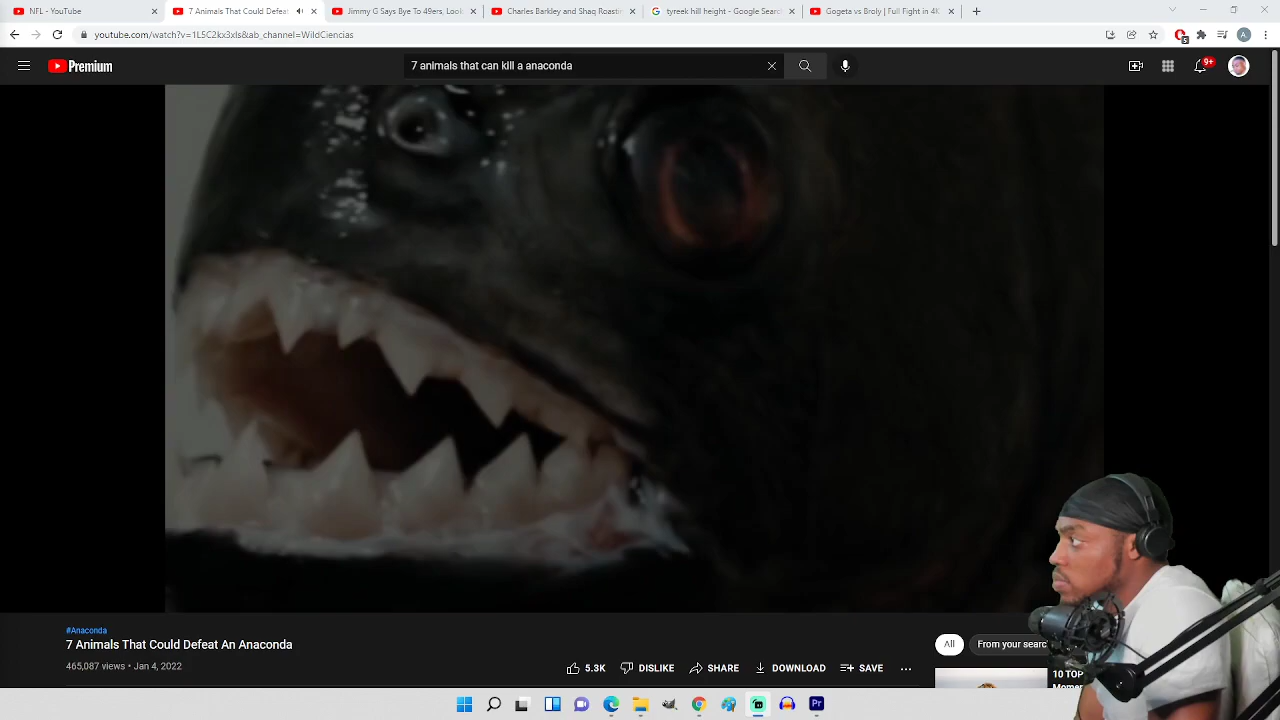 NFL - YouTube
7 Animals That Could Defeat
Jimmy G Says Bye To 49ers, Lok
Charles Barkley and Shaq Roastin
tyreek hill height - Google Sear
Gogeta vs Broly | Full Fight in 4K
youtube.com/watch?v=1L5C2kx3xls&ab_channel=WildCiencias
S
A
Premium
7 animals that can kill a anaconda
9+
#Anaconda
7 Animals That Could Defeat An Anaconda
465,087 views • Jan 4, 2022
5.3K
DISLIKE
SHARE
DOWNLOAD
SAVE
All
From your searc
10 TOP
Pr